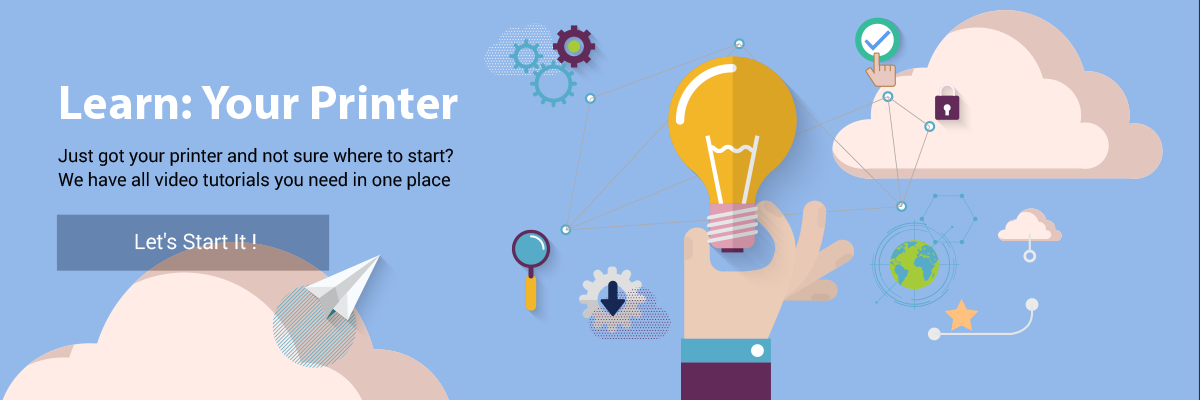 Learn: Your Printer
Just got your printer and not sure where to start?
We have all video tutorials you need in one place
Let's Start It !